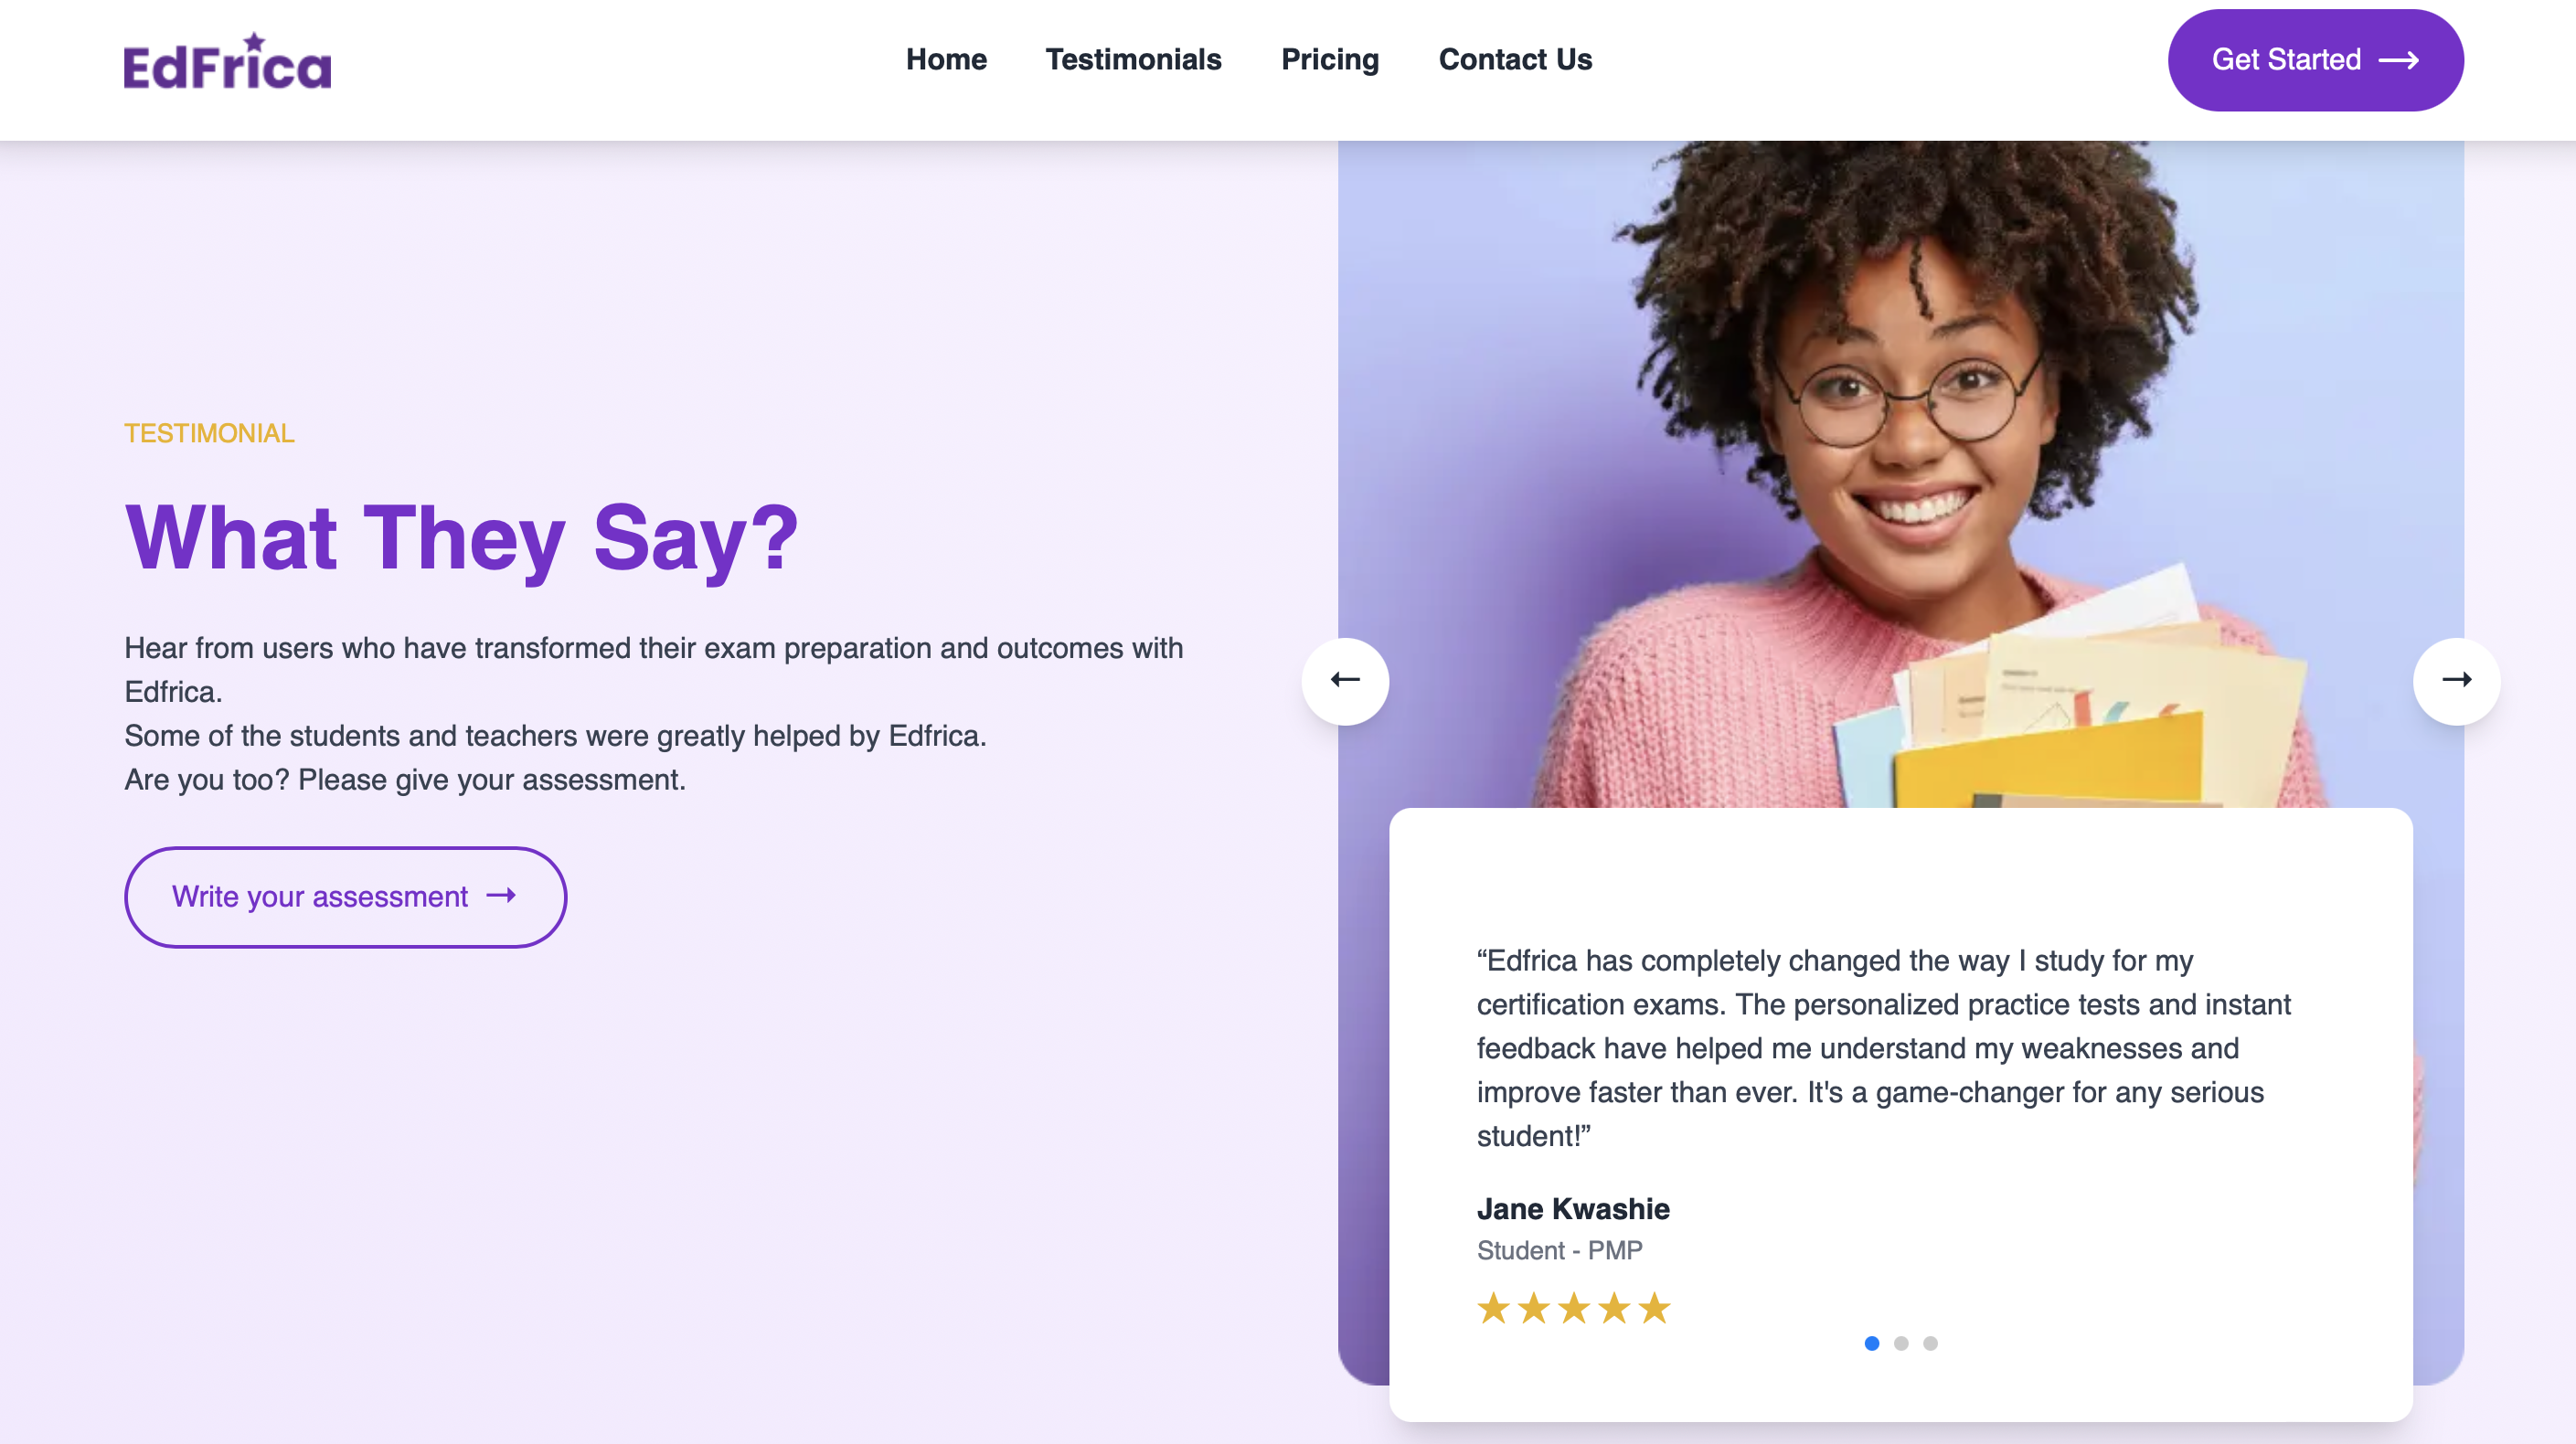 EdFrica
Home
Testimonials
Pricing
Contact Us
Get Started
TESTIMONIAL
What They Say?
Hear from users who have transformed their exam preparation and outcomes with
Edfrica.
Some of the students and teachers were greatly helped by Edfrica.
Are you too? Please give your assessment.
Write your assessment
“Edfrica has completely changed the way I study for my
certification exams. The personalized practice tests and instant
feedback have helped me understand my weaknesses and
improve faster than ever. It's a game-changer for any serious
student!”
Jane Kwashie
Student - PMP